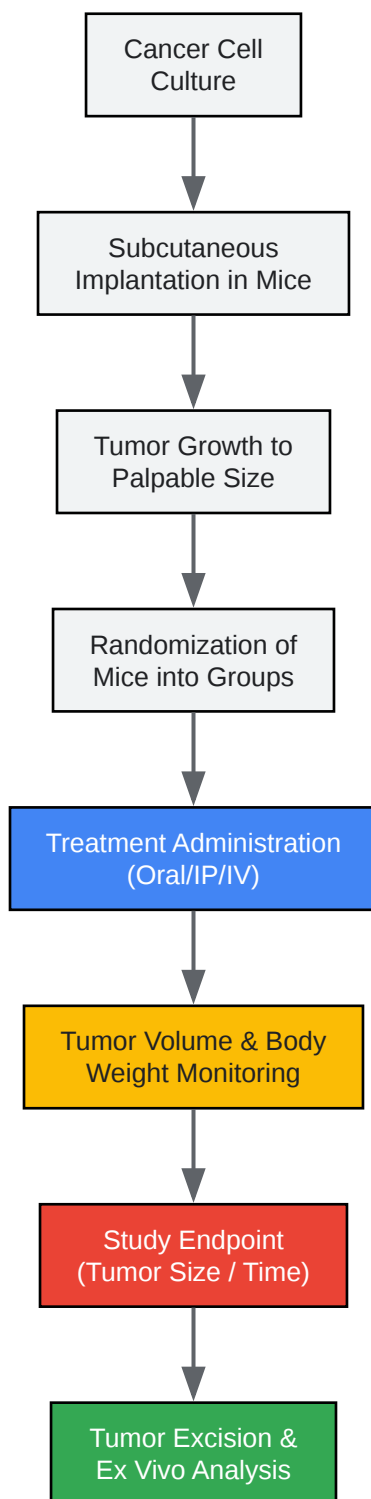 Cancer Cell
Culture
Subcutaneous
Implantation in Mice
Tumor Growth to
Palpable Size
Randomization of
Mice into Groups
Treatment Administration
(Oral/IP/IV)
Tumor Volume & Body
Weight Monitoring
Study Endpoint
(Tumor Size / Time)
Tumor Excision &
Ex Vivo Analysis